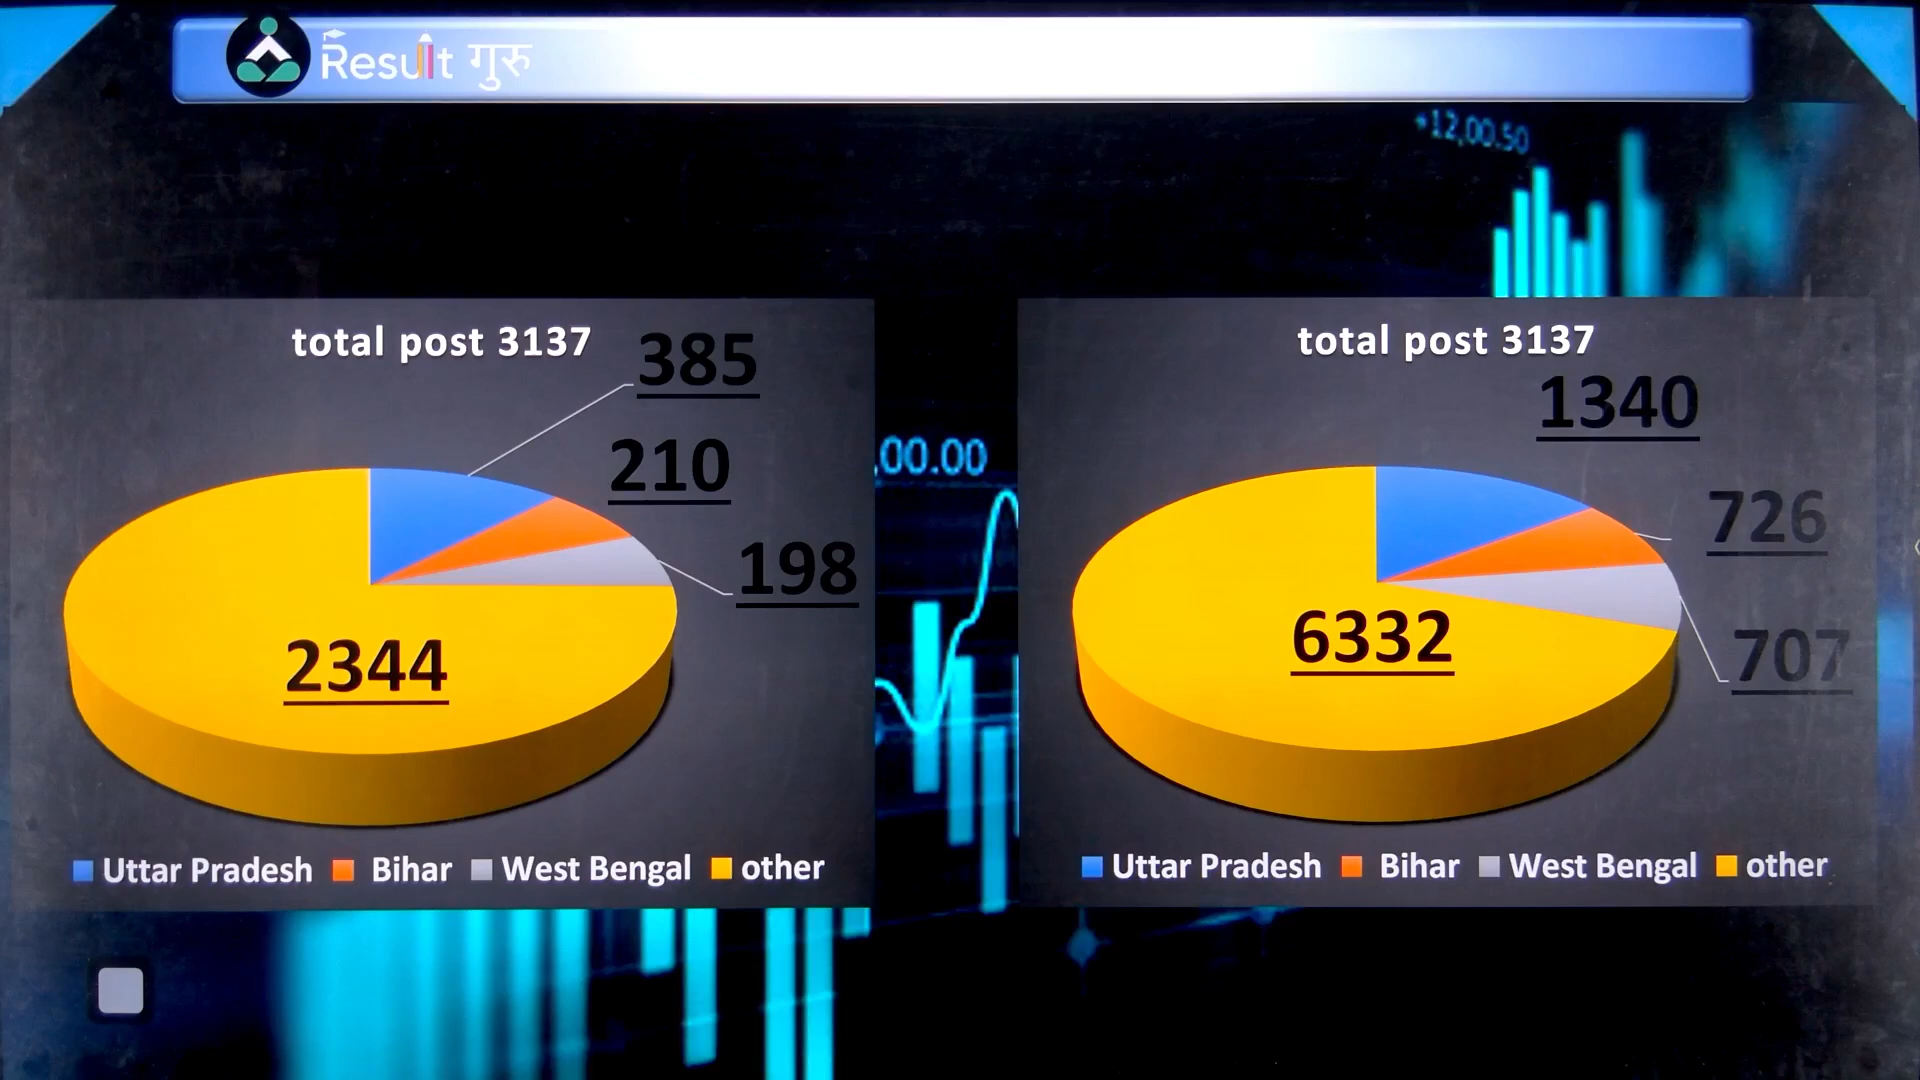 Result गुरु
+12,00.50
total post 3137
385
210
198
2344
Uttar Pradesh Bihar West Bengal other
,00.00
total post 3137
1340
726
707
6332
Uttar Pradesh Bihar West Bengal other